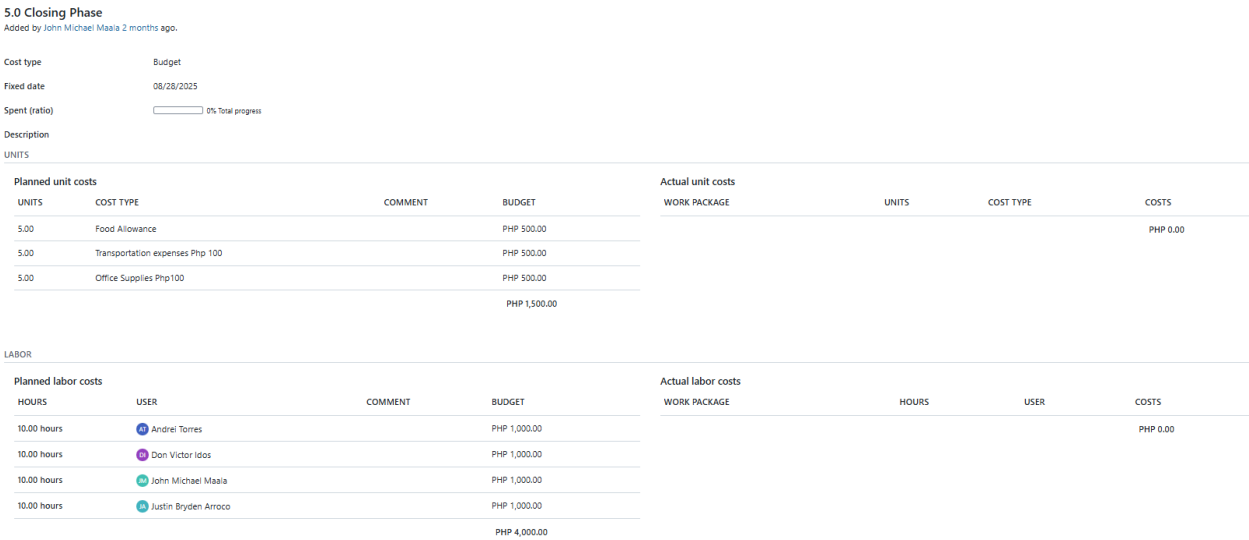 5.0 Closing Phase
Added by John Michael Maala 2 months ago.
Cost type Budget
Fixed date 08/28/2025
Spent (ratio) 0% Total progress
Description
UNITS
Planned unit costs
UNITS COST TYPE COMMENT BUDGET
5.00 Food Allowance PHP 500.00
5.00 Transportation expenses Php 100 PHP 500.00
5.00 Office Supplies Php100 PHP 500.00
PHP 1,500.00
Actual unit costs
WORK PACKAGE UNITS COST TYPE COSTS
PHP 0.00
LABOR
Planned labor costs
HOURS USER COMMENT BUDGET
10.00 hours AT Andrei Torres PHP 1,000.00
10.00 hours DI Don Victor Idos PHP 1,000.00
10.00 hours JM John Michael Maala PHP 1,000.00
10.00 hours JA Justin Bryden Arroco PHP 1,000.00
PHP 4,000.00
Actual labor costs
WORK PACKAGE HOURS USER COSTS
PHP 0.00